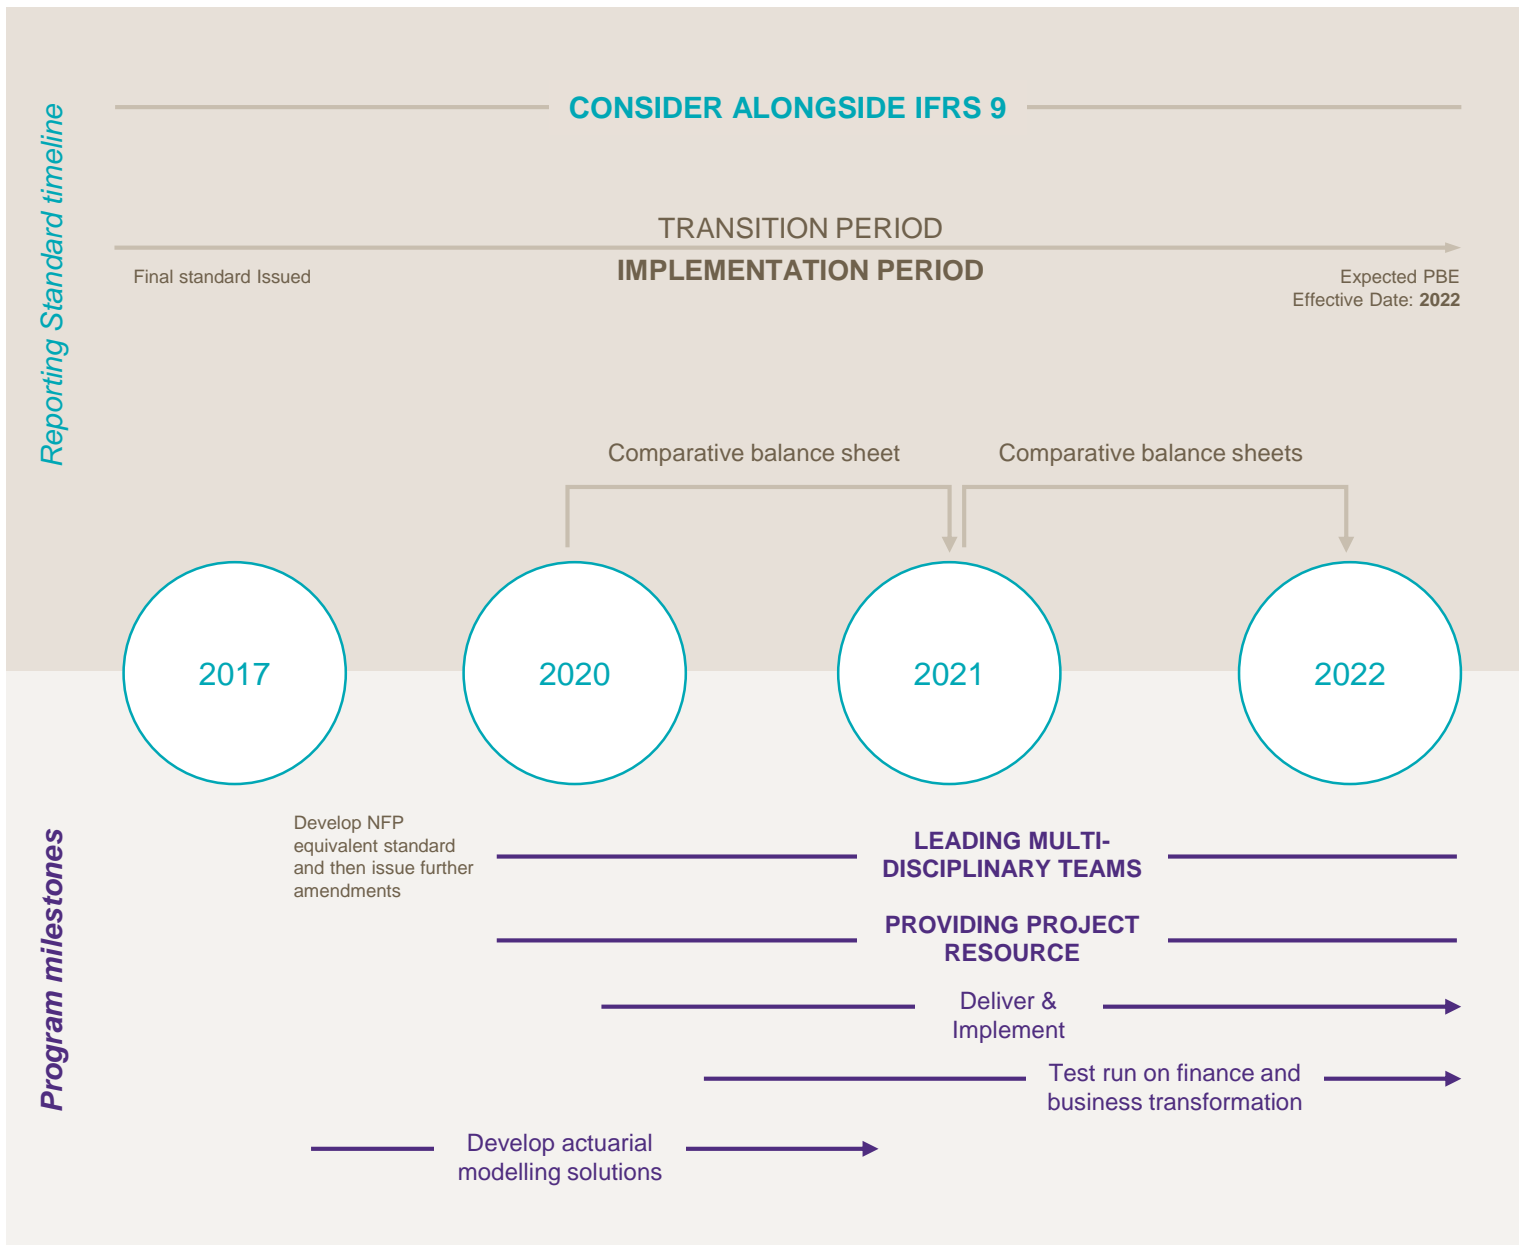 Reporting Standard timeline
CONSIDER ALONGSIDE IFRS 9
TRANSITION PERIOD
IMPLEMENTATION PERIOD
Final standard Issued
Expected PBE
Effective Date: 2022
Comparative balance sheet
Comparative balance sheets
2017
2020
2021
2022
Program milestones
Develop NFP
equivalent standard
and then issue further
amendments
LEADING MULTI-
DISCIPLINARY TEAMS
PROVIDING PROJECT
RESOURCE
Deliver &
Implement
Test run on finance and
business transformation
Develop actuarial
modelling solutions